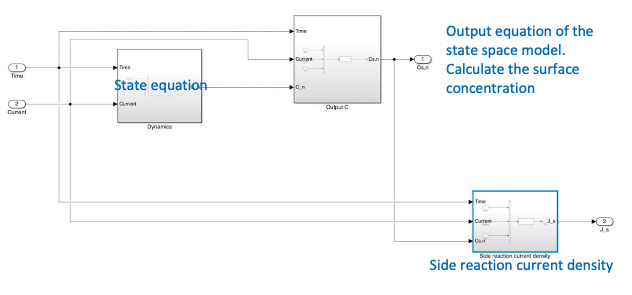 Output equation of the
state space model.
Calculate the surface
concentration
Time
Current
Cs,n
C_n
Output C
1
Cs,n
1
Time
2
Current
Time
State equation
Current
Dynamics
Time
Current
Cs,n
J_s
Side reaction current density
2
J_s
Side reaction current density